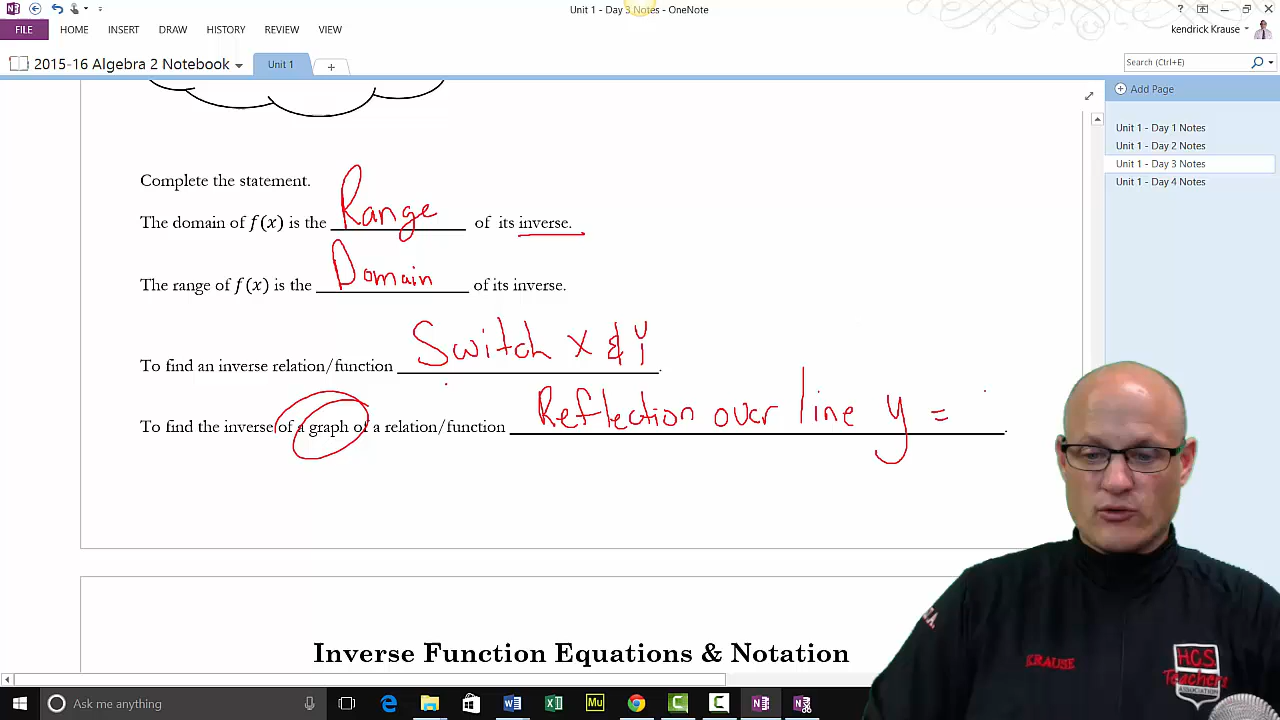 Unit 1 - Day 3 Notes - OneNote
FILE HOME INSERT DRAW HISTORY REVIEW VIEW
kendrick Krause
2015-16 Algebra 2 Notebook Unit 1
Search (Ctrl+E)
Add Page
Unit 1 - Day 1 Notes
Unit 1 - Day 2 Notes
Unit 1 - Day 3 Notes
Unit 1 - Day 4 Notes
Complete the statement.
The domain of f(x) is the Range of its inverse.
The range of f(x) is the Domain of its inverse.
To find an inverse relation/function Switch x & y.
To find the inverse of a graph of a relation/function Reflection over line y = .
Inverse Function Equations & Notation
KRAUSE
HCS
Teachers
ASSOCIATION
Ask me anything